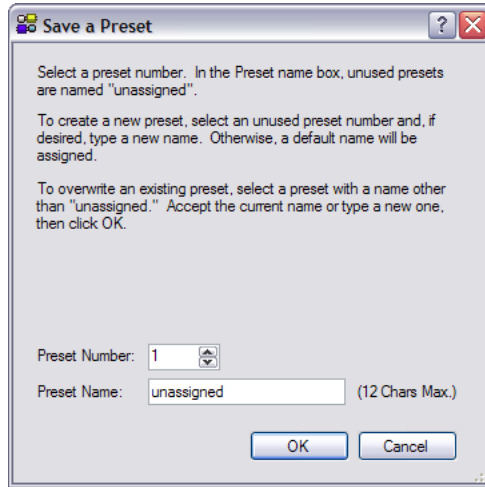 Save a Preset
Select a preset number. In the Preset name box, unused presets
are named "unassigned".
To create a new preset, select an unused preset number and, if
desired, type a new name. Otherwise, a default name will be
assigned.
To overwrite an existing preset, select a preset with a name other
than "unassigned." Accept the current name or type a new one,
then click OK.
Preset Number: 1
Preset Name: unassigned (12 Chars Max.)
OK Cancel